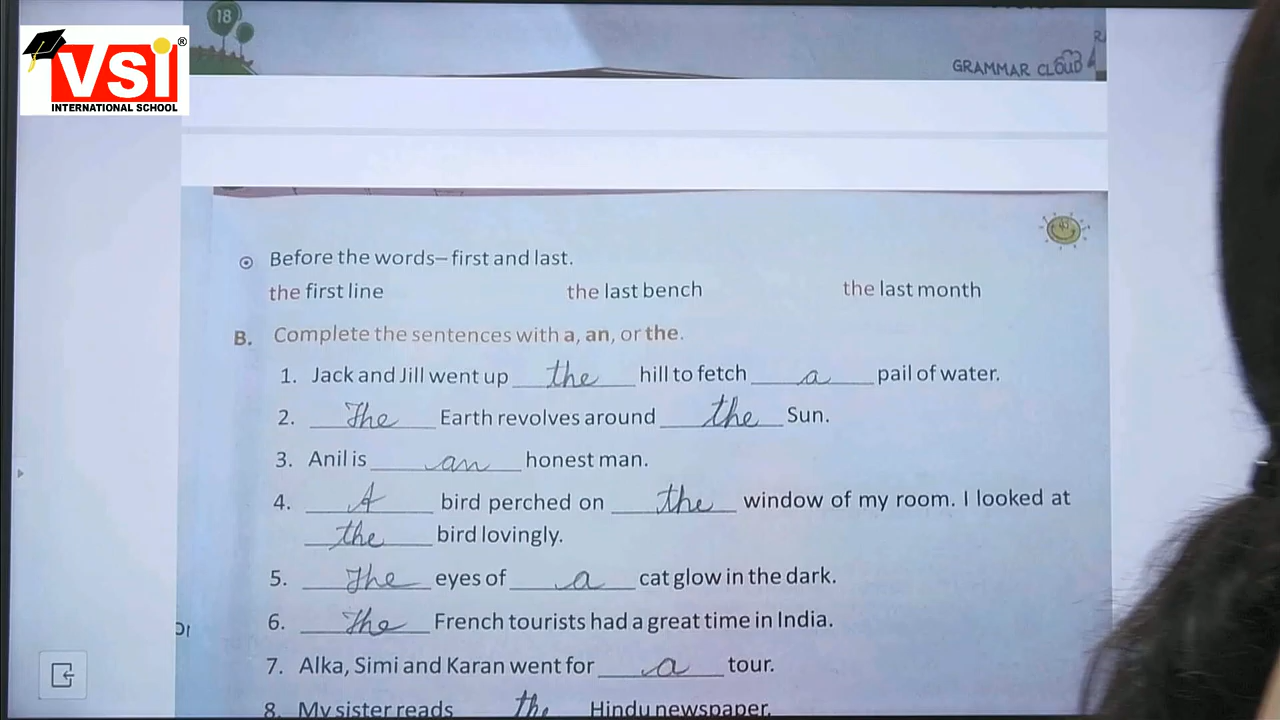 18
VSI ®
INTERNATIONAL SCHOOL
GRAMMAR CLOUD
Before the words– first and last.
the first line the last bench the last month
B. Complete the sentences with a, an, or the.
1. Jack and Jill went up the hill to fetch a pail of water.
2. The Earth revolves around the Sun.
3. Anil is an honest man.
4. A bird perched on the window of my room. I looked at
the bird lovingly.
5. The eyes of a cat glow in the dark.
6. The French tourists had a great time in India.
7. Alka, Simi and Karan went for a tour.
8. My sister reads the Hindu newspaper.